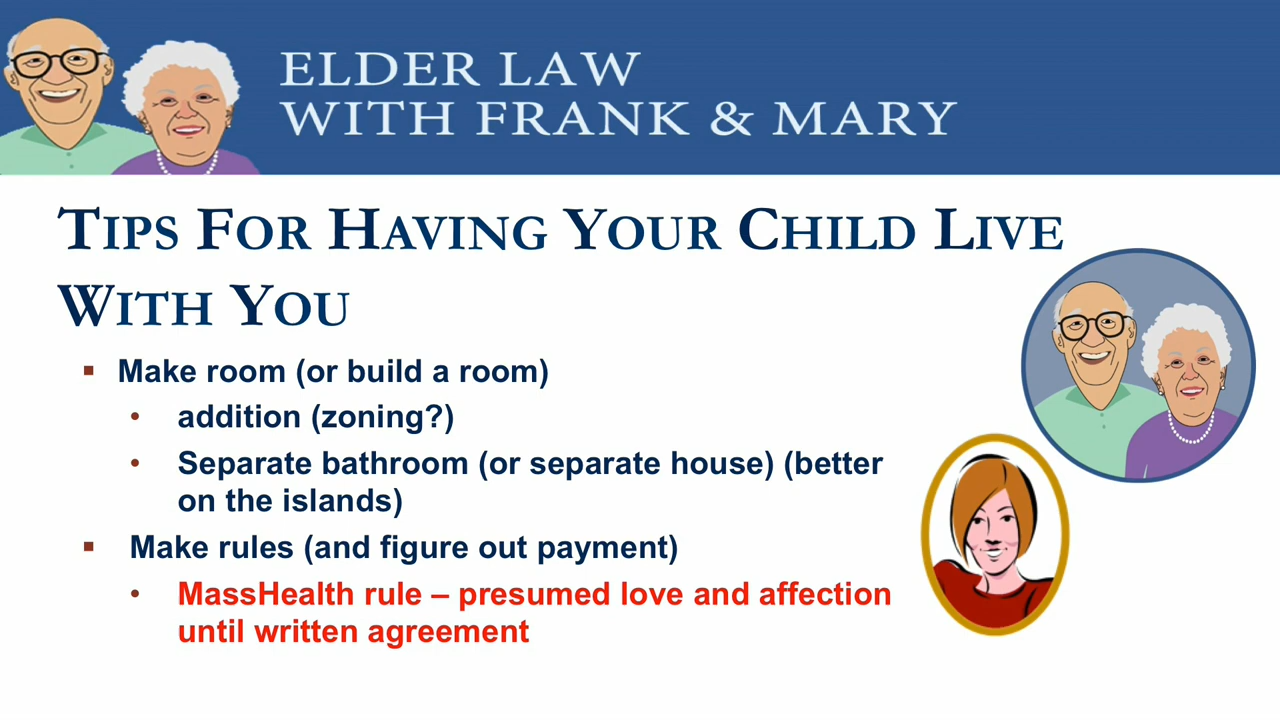 ELDER LAW
WITH FRANK & MARY
TIPS FOR HAVING YOUR CHILD LIVE
WITH YOU
▪ Make room (or build a room)
• addition (zoning?)
• Separate bathroom (or separate house) (better
on the islands)
▪ Make rules (and figure out payment)
• MassHealth rule – presumed love and affection
until written agreement